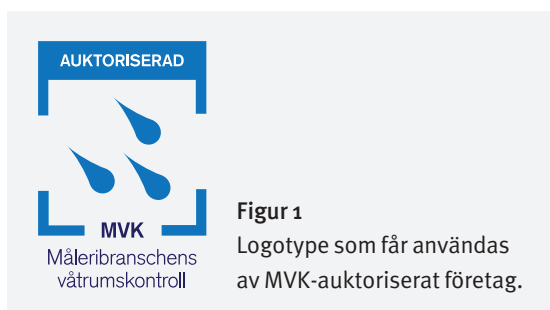 AUKTORISERAD
MVK
Måleribranschens
våtrumskontroll
Figur 1
Logotype som får användas
av MVK-auktoriserat företag.